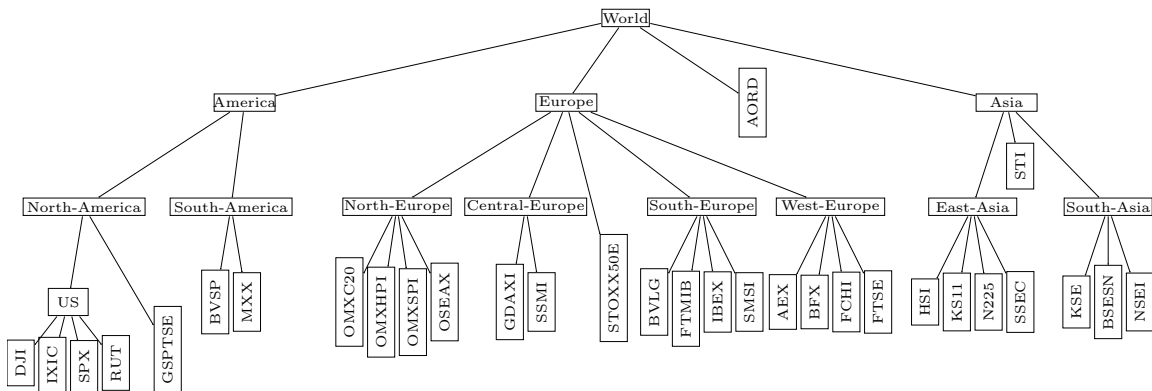 World
America
Europe
AORD
Asia
STI
North-America
South-America
North-Europe
Central-Europe
South-Europe
West-Europe
East-Asia
South-Asia
US
GSPTSE
BVSP
MXX
OMXC20
OMXHPI
OMXSPI
OSEAX
GDAXI
SSMI
STOXX50E
BVLG
FTMIB
IBEX
SMSI
AEX
BFX
FCHI
FTSE
HSI
KS11
N225
SSEC
KSE
BSESN
NSEI
DJI
IXIC
SPX
RUT